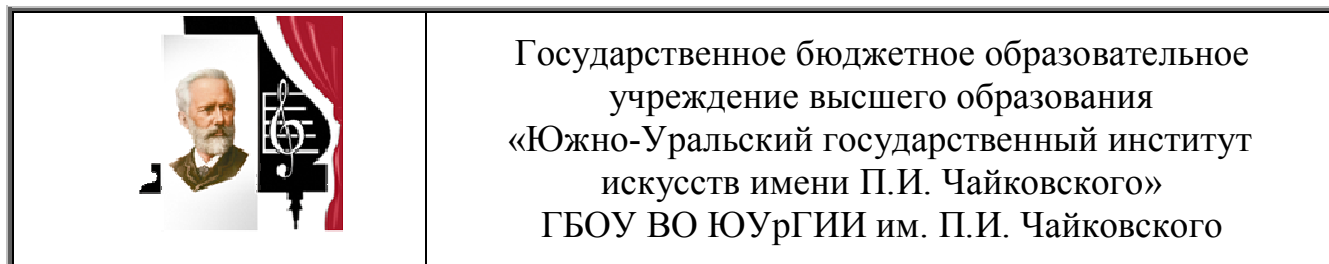 Государственное бюджетное образовательное
учреждение высшего образования
«Южно-Уральский государственный институт
искусств имени П.И. Чайковского»
ГБОУ ВО ЮУрГИИ им. П.И. Чайковского